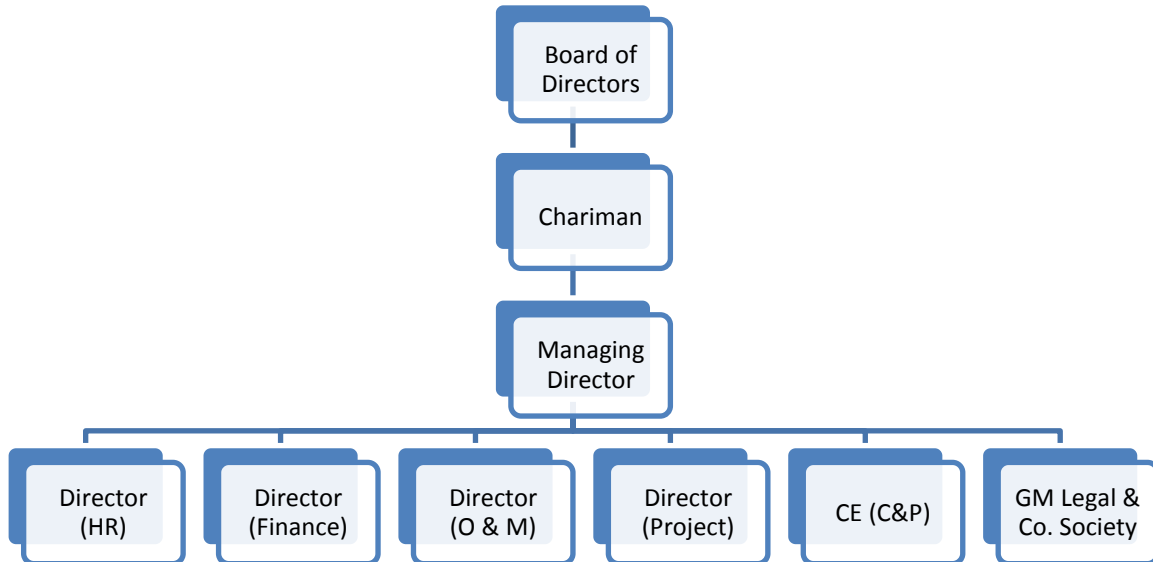 Board of
Directors
Chariman
Managing
Director
Director
(HR)
Director
(Finance)
Director
(O & M)
Director
(Project)
CE (C&P)
GM Legal &
Co. Society